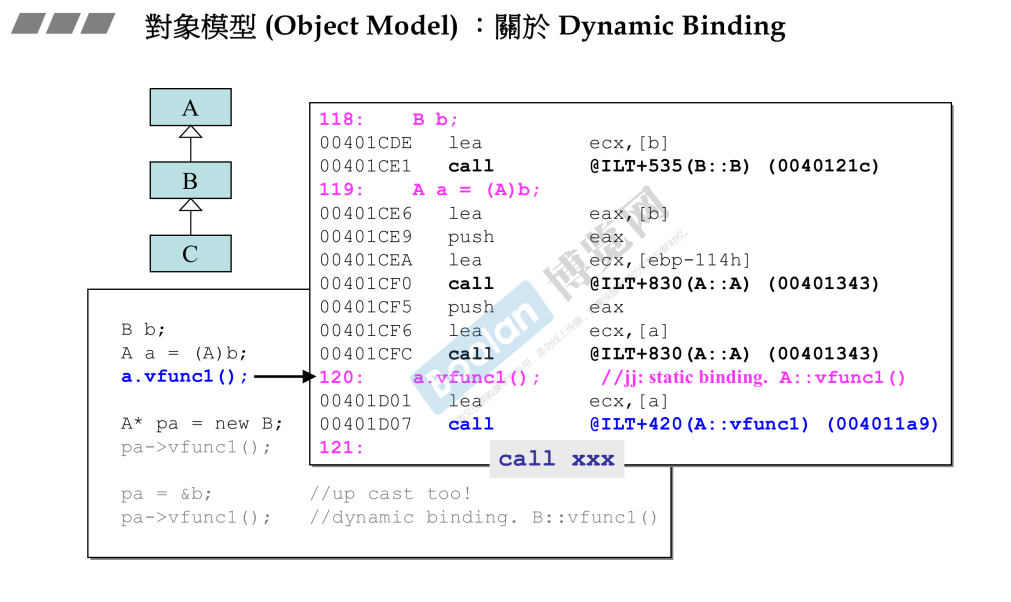 對象模型 (Object Model) ：關於 Dynamic Binding
A
B
C
118: B b;
00401CDE lea ecx,[b]
00401CE1 call @ILT+535(B::B) (0040121c)
119: A a = (A)b;
00401CE6 lea eax,[b]
00401CE9 push eax
00401CEA lea ecx,[ebp-114h]
00401CF0 call @ILT+830(A::A) (00401343)
00401CF5 push eax
00401CF6 lea ecx,[a]
00401CFC call @ILT+830(A::A) (00401343)
120: a.vfunc1(); //jj: static binding. A::vfunc1()
00401D01 lea ecx,[a]
00401D07 call @ILT+420(A::vfunc1) (004011a9)
121:
call xxx
B b;
A a = (A)b;
a.vfunc1();
A* pa = new B;
pa->vfunc1();
pa = &b; //up cast too!
pa->vfunc1(); //dynamic binding. B::vfunc1()
Boolan 博覽网